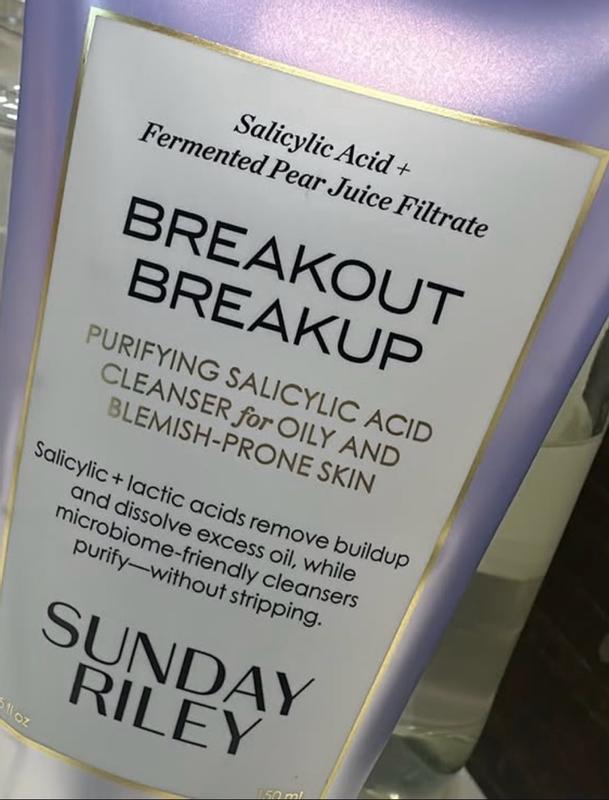 Salicylic Acid +
Fermented Pear Juice Filtrate
BREAKOUT
BREAKUP
PURIFYING SALICYLIC ACID
CLEANSER for OILY AND
BLEMISH-PRONE SKIN
Salicylic + lactic acids remove buildup
and dissolve excess oil, while
microbiome-friendly cleansers
purify—without stripping.
SUNDAY
RILEY
fl oz
150 ml